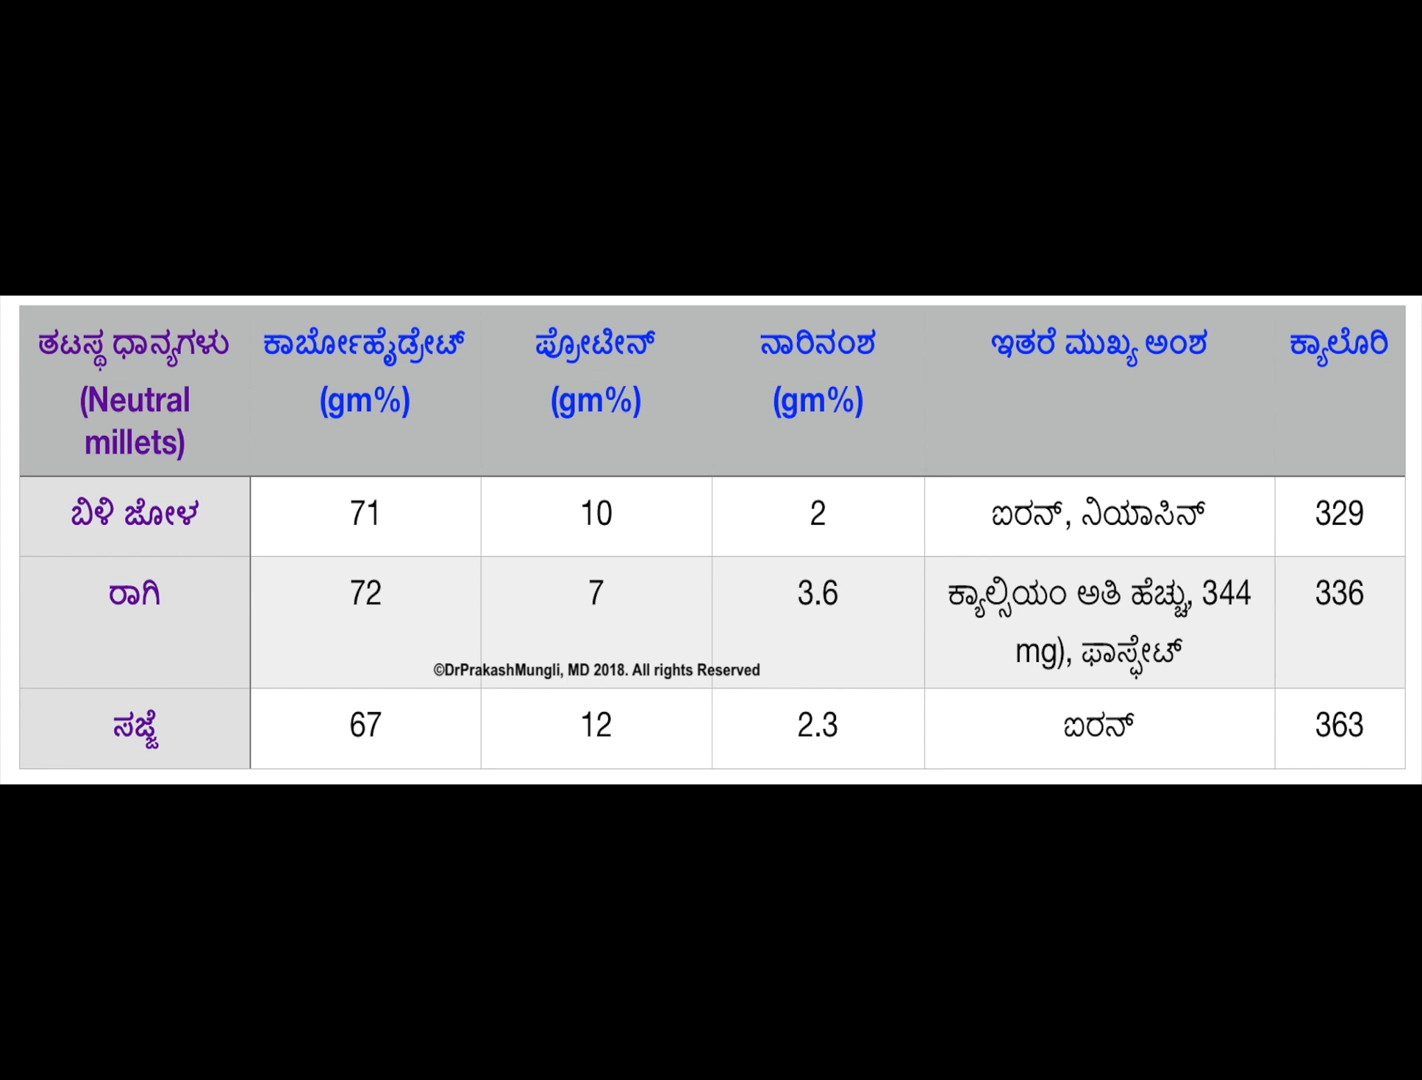 ತಟಸ್ಥ ಧಾನ್ಯಗಳು ಕಾರ್ಬೋಹೈಡ್ರೇಟ್ ಪ್ರೋಟೀನ್ ನಾರಿನಂಶ ಇತರೆ ಮುಖ್ಯ ಅಂಶ ಕ್ಯಾಲೊರಿ
(Neutral (gm%) (gm%) (gm%)
millets)
ಬಿಳಿ ಜೋಳ 71 10 2 ಐರನ್, ನಿಯಾಸಿನ್ 329
ರಾಗಿ 72 7 3.6 ಕ್ಯಾಲ್ಸಿಯಂ ಅತಿ ಹೆಚ್ಚು, 344 336
mg), ಫಾಸ್ಫೇಟ್
©DrPrakashMungli, MD 2018. All rights Reserved
ಸಜ್ಜೆ 67 12 2.3 ಐರನ್ 363